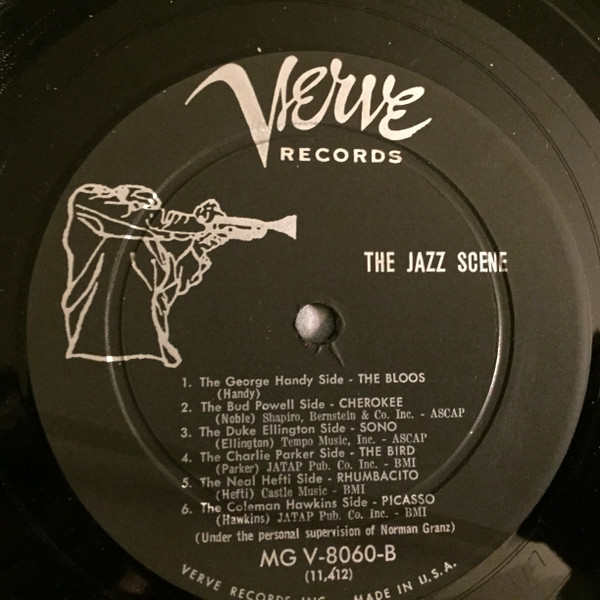 Verve
RECORDS
THE JAZZ SCENE
1. The George Handy Side - THE BLOOS
(Handy)
2. The Bud Powell Side - CHEROKEE
(Noble) Shapiro, Bernstein & Co. Inc. - ASCAP
3. The Duke Ellington Side - SONO
(Ellington) Tempo Music, Inc. - ASCAP
4. The Charlie Parker Side - THE BIRD
(Parker) JATAP Pub. Co. Inc. - BMI
5. The Neal Hefti Side - RHUMBACITO
(Hefti) Castle Music - BMI
6. The Coleman Hawkins Side - PICASSO
(Hawkins) JATAP Pub. Co. Inc. - BMI
(Under the personal supervision of Norman Granz)
MG V-8060-B
(11,412)
VERVE RECORDS INC. MADE IN U.S.A.